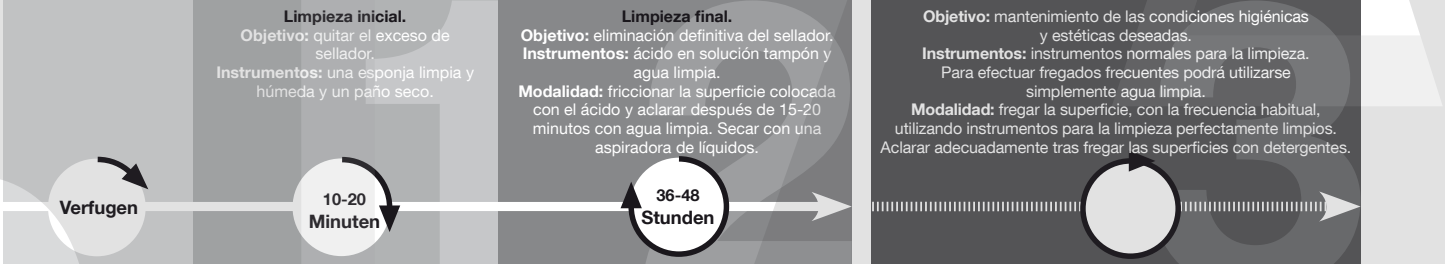 Limpieza inicial.
Objetivo: quitar el exceso de
sellador.
Instrumentos: una esponja limpia y
húmeda y un paño seco.
Limpieza final.
Objetivo: eliminación definitiva del sellador.
Instrumentos: ácido en solución tampón y
agua limpia.
Modalidad: friccionar la superficie colocada
con el ácido y aclarar después de 15-20
minutos con agua limpia. Secar con una
aspiradora de líquidos.
Objetivo: mantenimiento de las condiciones higiénicas
y estéticas deseadas.
Instrumentos: instrumentos normales para la limpieza.
Para efectuar fregados frecuentes podrá utilizarse
simplemente agua limpia.
Modalidad: fregar la superficie, con la frecuencia habitual,
utilizando instrumentos para la limpieza perfectamente limpios.
Aclarar adecuadamente tras fregar las superficies con detergentes.
1
2
3
Verfugen
10-20
Minuten
36-48
Stunden